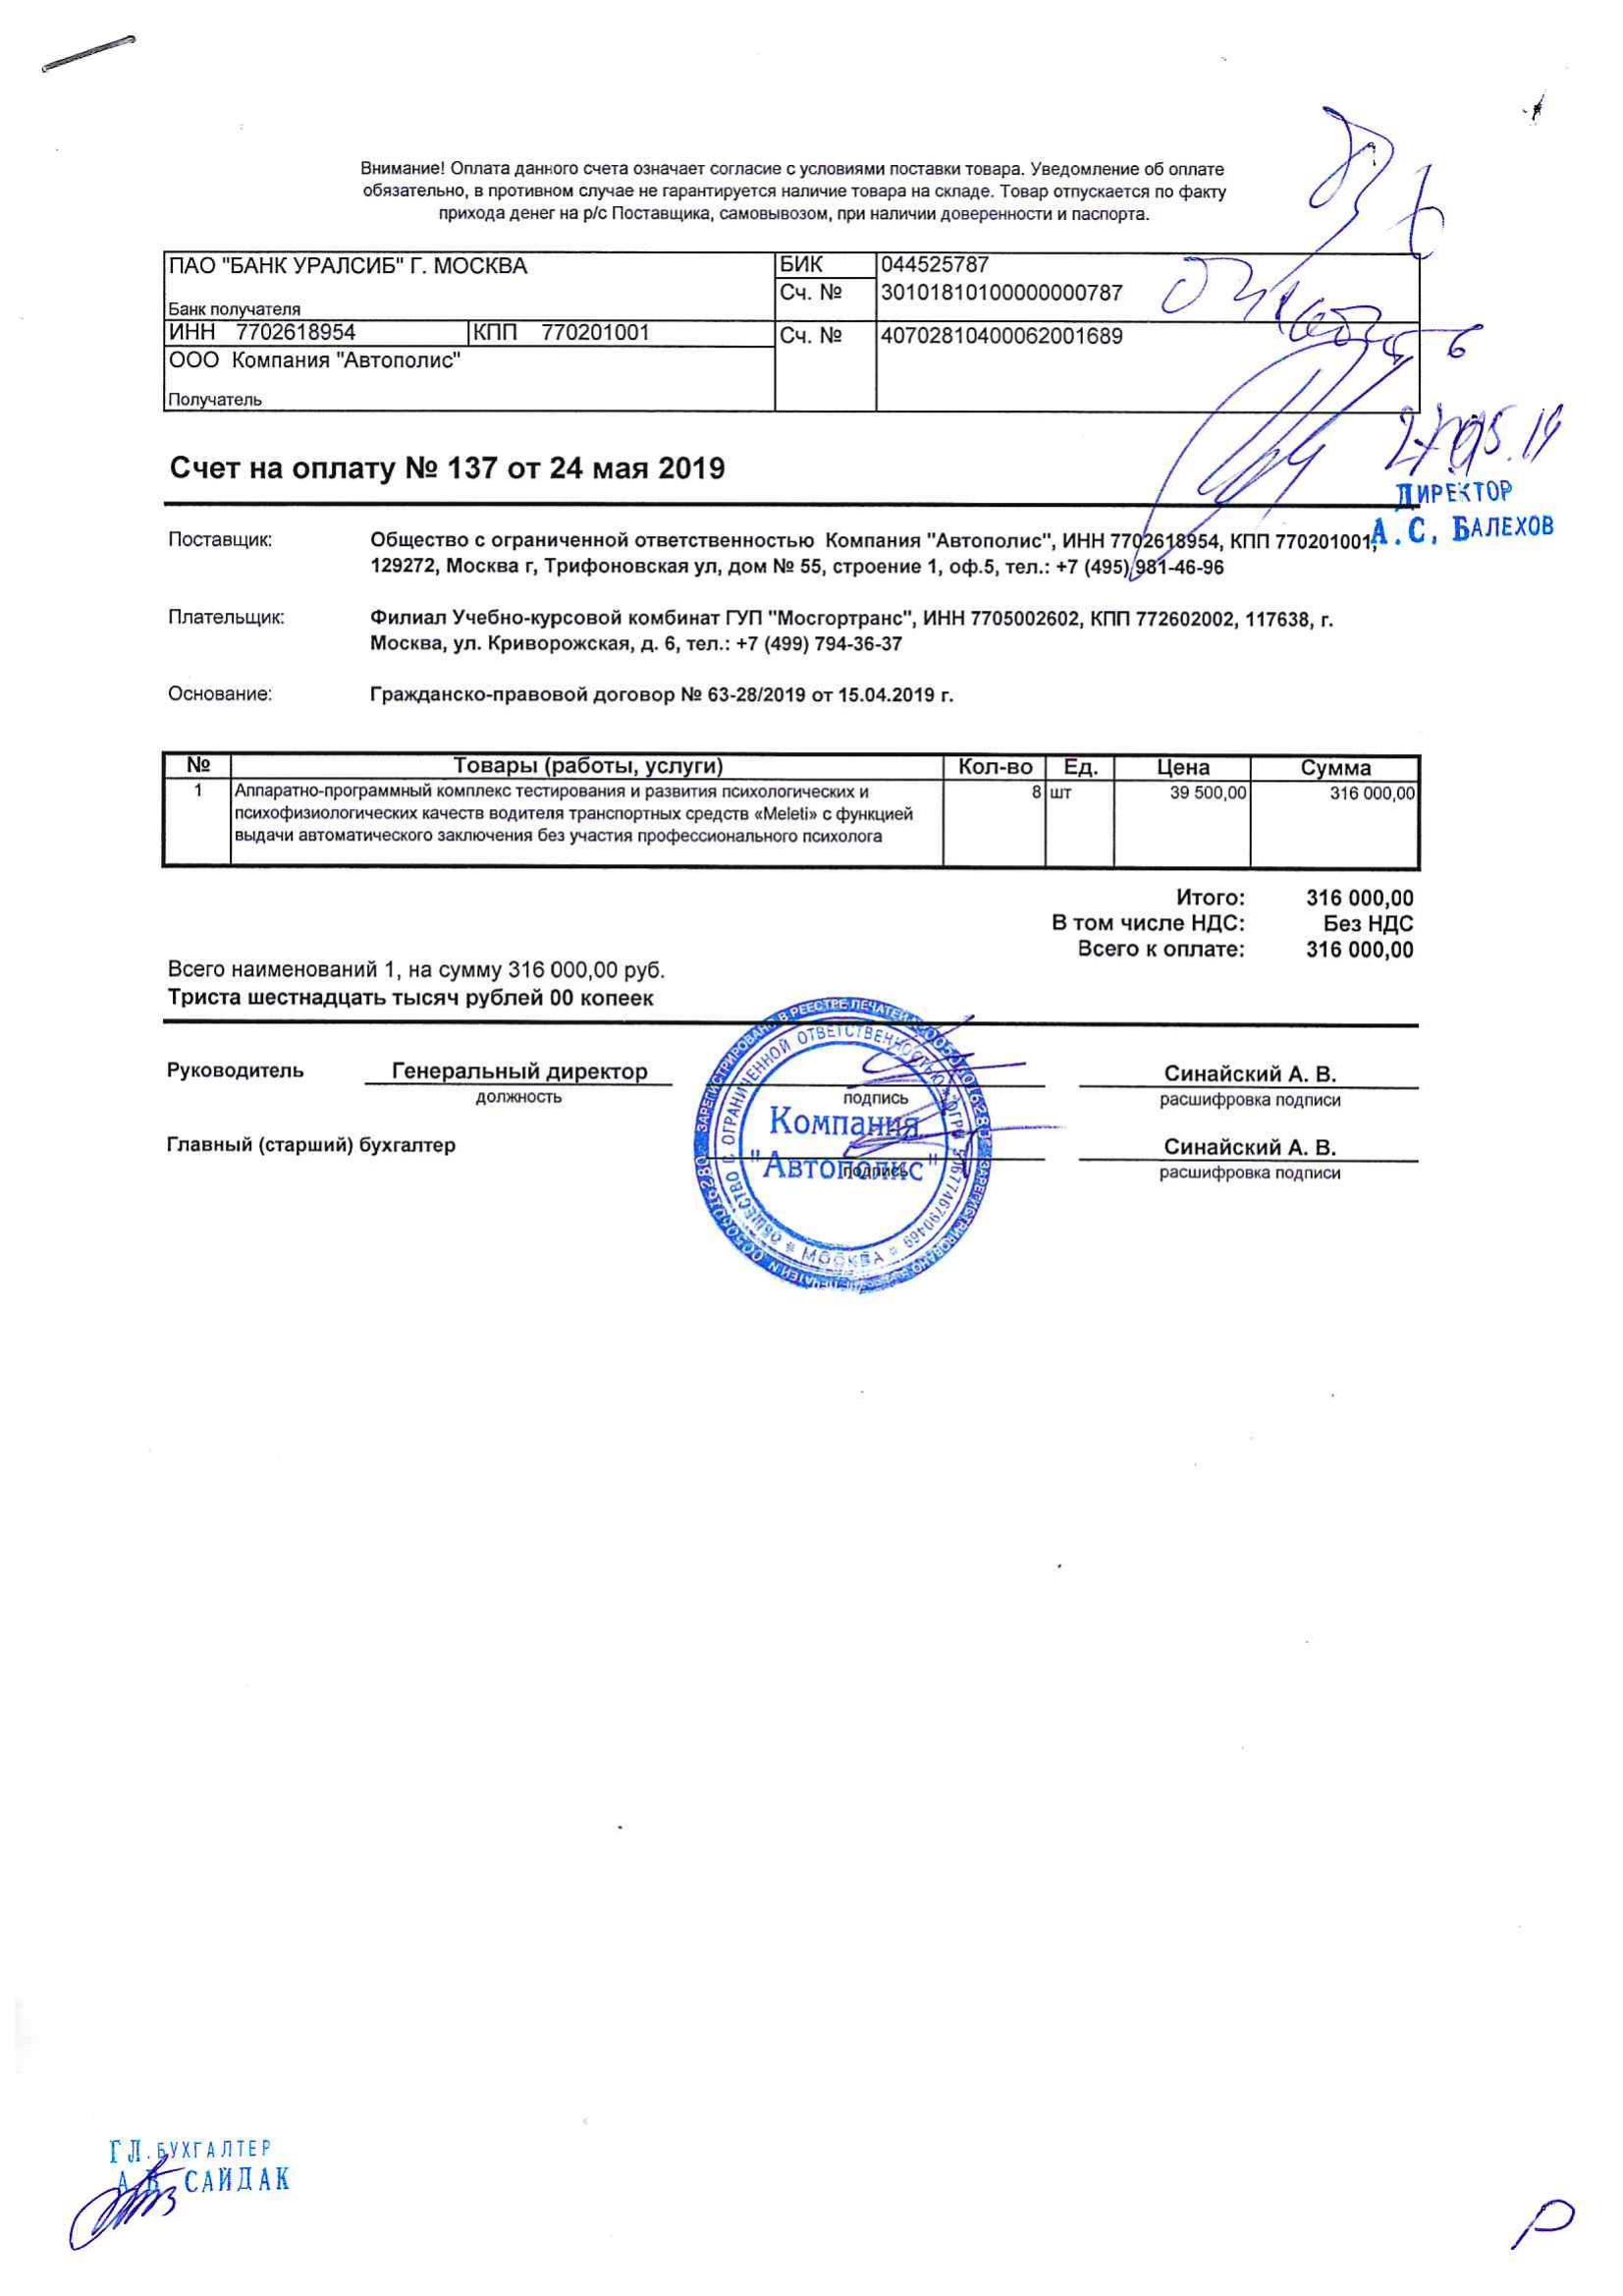 Внимание! Оплата данного счета означает согласие с условиями поставки товара. Уведомление об оплате
обязательно, в противном случае не гарантируется наличие товара на складе. Товар отпускается по факту
прихода денег на р/с Поставщика, самовывозом, при наличии доверенности и паспорта.
ПАО "БАНК УРАЛСИБ" Г. МОСКВА БИК 044525787
Сч. № 30101810100000000787
Банк получателя
ИНН 7702618954 КПП 770201001 Сч. № 40702810400062001689
ООО Компания "Автополис"
Получатель
27.05.19
Счет на оплату № 137 от 24 мая 2019
ДИРЕКТОР
А.С. БАЛЕХОВ
Поставщик: Общество с ограниченной ответственностью Компания "Автополис", ИНН 7702618954, КПП 770201001,
129272, Москва г, Трифоновская ул, дом № 55, строение 1, оф.5, тел.: +7 (495) 981-46-96
Плательщик: Филиал Учебно-курсовой комбинат ГУП "Мосгортранс", ИНН 7705002602, КПП 772602002, 117638, г.
Москва, ул. Криворожская, д. 6, тел.: +7 (499) 794-36-37
Основание: Гражданско-правовой договор № 63-28/2019 от 15.04.2019 г.
№ Товары (работы, услуги) Кол-во Ед. Цена Сумма
1 Аппаратно-программный комплекс тестирования и развития психологических и 8 шт 39 500,00 316 000,00
психофизиологических качеств водителя транспортных средств «Meleti» с функцией
выдачи автоматического заключения без участия профессионального психолога
Итого: 316 000,00
В том числе НДС: Без НДС
Всего к оплате: 316 000,00
Всего наименований 1, на сумму 316 000,00 руб.
Триста шестнадцать тысяч рублей 00 копеек
Руководитель Генеральный директор Синайский А. В.
должность подпись расшифровка подписи
Главный (старший) бухгалтер Синайский А. В.
подпись расшифровка подписи
ОБЩЕСТВО С ОГРАНИЧЕННОЙ ОТВЕТСТВЕННОСТЬЮ
Компания
"Автополис"
МОСКВА
ГЛ. БУХГАЛТЕР
А.В. САЙДАК